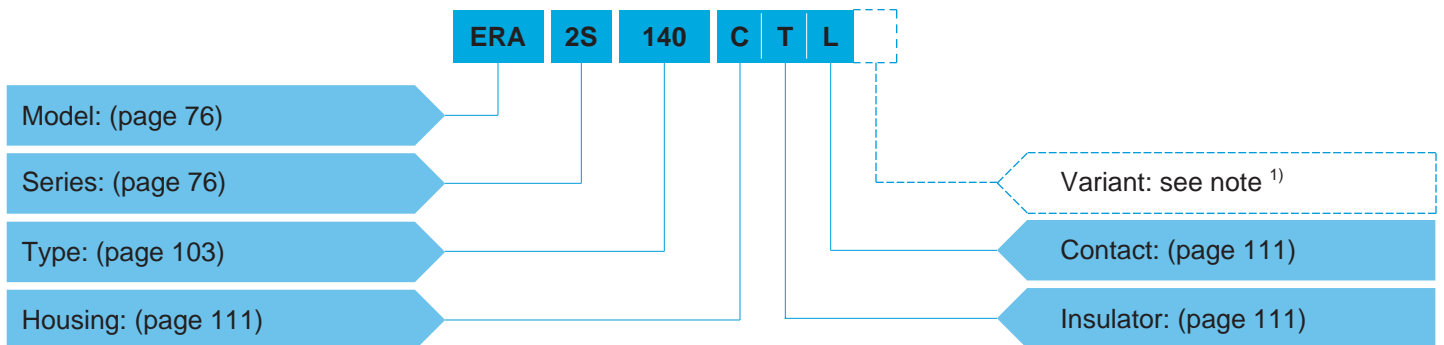 ERA 2S 140 C T L
Model: (page 76)
Series: (page 76)
Variant: see note 1)
Type: (page 103)
Contact: (page 111)
Housing: (page 111)
Insulator: (page 111)